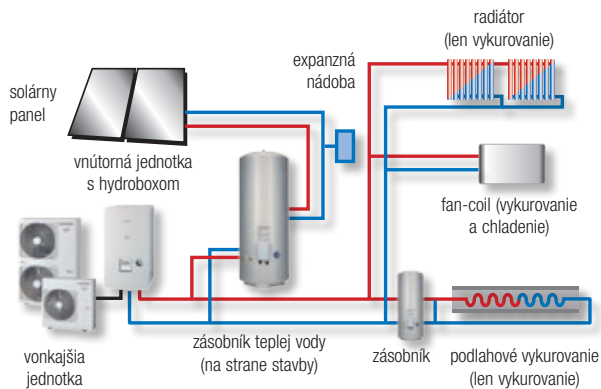 radiátor
(len vykurovanie)
expanzná
nádoba
solárny
panel
vnútorná jednotka
s hydroboxom
fan-coil (vykurovanie
a chladenie)
vonkajšia
jednotka
zásobník teplej vody
(na strane stavby)
zásobník
podlahové vykurovanie
(len vykurovanie)